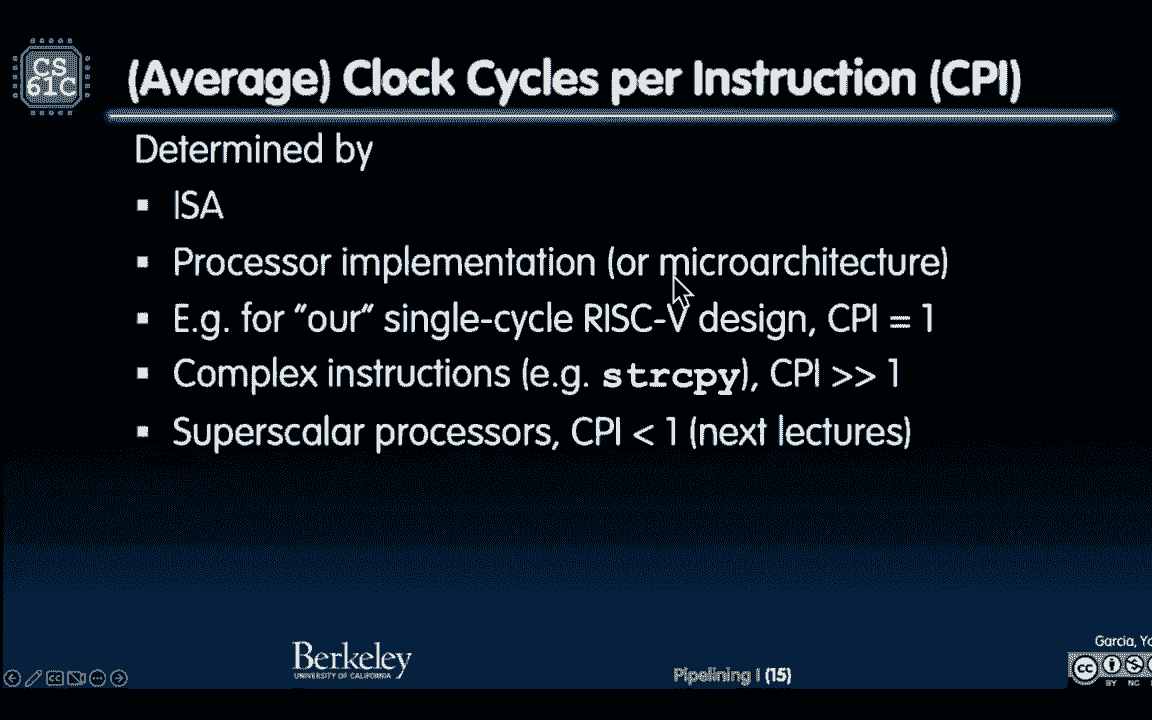 CS
61C
(Average) Clock Cycles per Instruction (CPI)
Determined by
▪ ISA
▪ Processor implementation (or microarchitecture)
▪ E.g. for “our” single-cycle RISC-V design, CPI = 1
▪ Complex instructions (e.g. strcpy), CPI >> 1
▪ Superscalar processors, CPI < 1 (next lectures)
Berkeley
UNIVERSITY OF CALIFORNIA
Pipelining I (15)
Garcia, Yo
cc
BY NC
CC